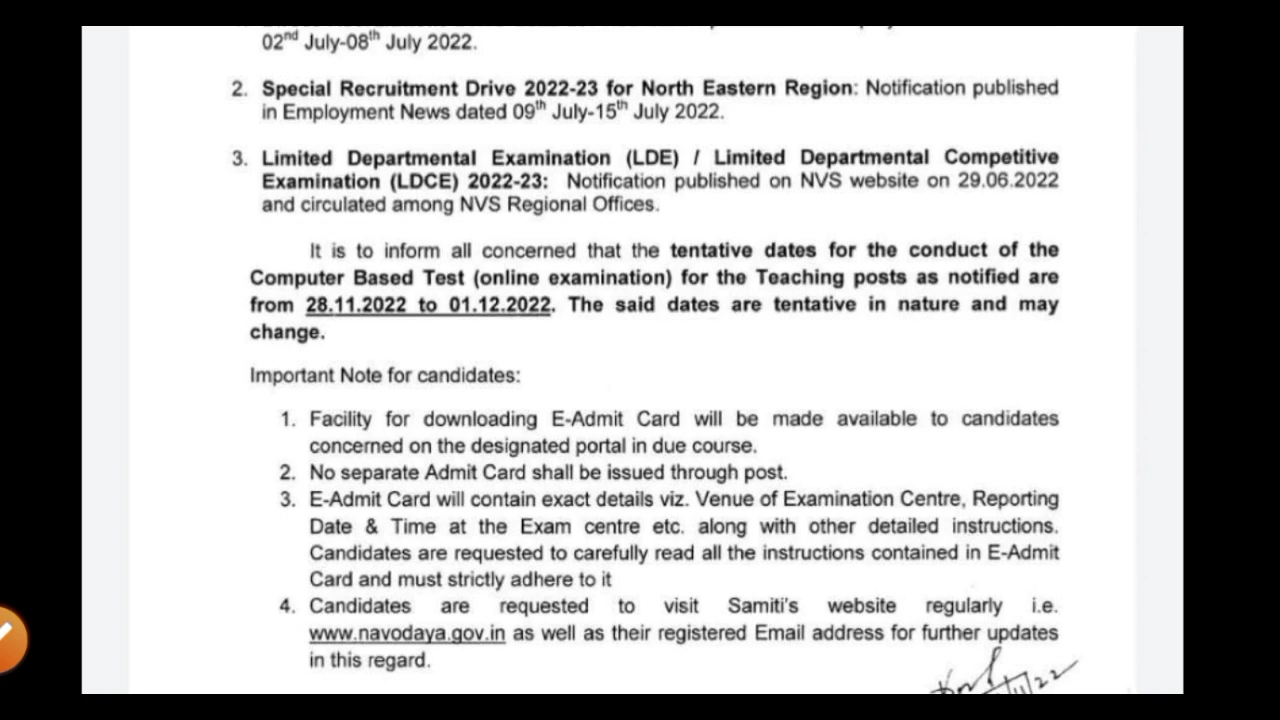 02nd July-08th July 2022.
2. Special Recruitment Drive 2022-23 for North Eastern Region: Notification published
in Employment News dated 09th July-15th July 2022.
3. Limited Departmental Examination (LDE) / Limited Departmental Competitive
Examination (LDCE) 2022-23: Notification published on NVS website on 29.06.2022
and circulated among NVS Regional Offices.
It is to inform all concerned that the tentative dates for the conduct of the
Computer Based Test (online examination) for the Teaching posts as notified are
from 28.11.2022 to 01.12.2022. The said dates are tentative in nature and may
change.
Important Note for candidates:
1. Facility for downloading E-Admit Card will be made available to candidates
concerned on the designated portal in due course.
2. No separate Admit Card shall be issued through post.
3. E-Admit Card will contain exact details viz. Venue of Examination Centre, Reporting
Date & Time at the Exam centre etc. along with other detailed instructions.
Candidates are requested to carefully read all the instructions contained in E-Admit
Card and must strictly adhere to it
4. Candidates are requested to visit Samiti's website regularly i.e.
www.navodaya.gov.in as well as their registered Email address for further updates
in this regard.